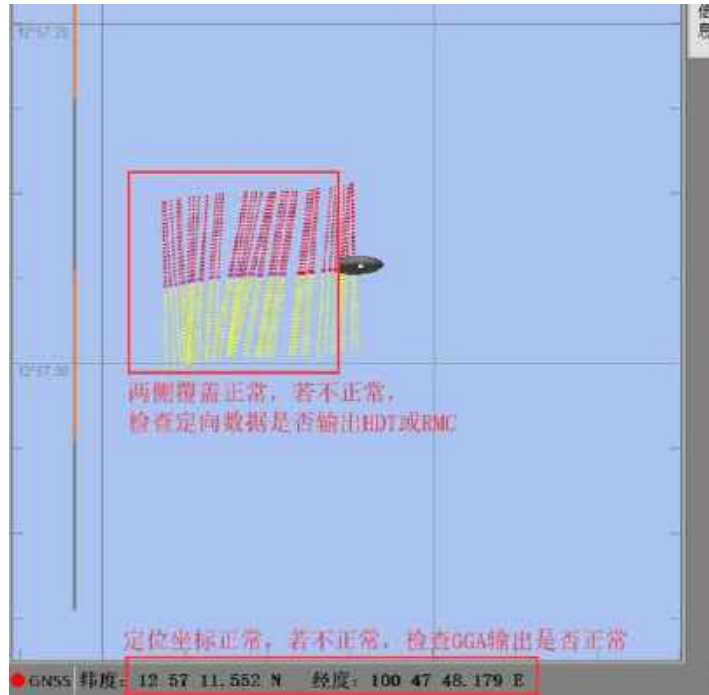 信
息
两侧覆盖正常，若不正常，
检查定向数据是否输出HDT或RMC
定位坐标正常，若不正常，检查GGA输出是否正常
GNSS 纬度: 12 57 11.552 N 经度: 100 47 48.179 E